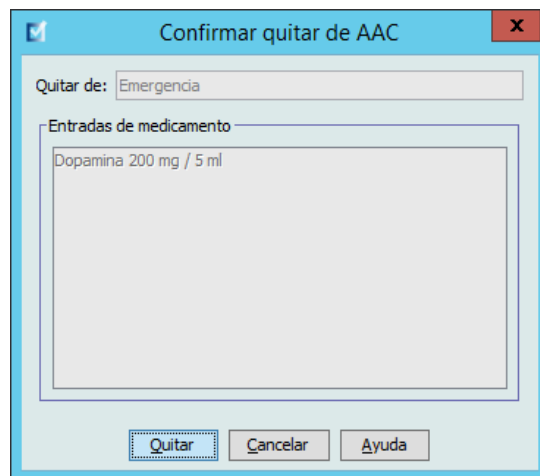 Confirmar quitar de AAC
x
Quitar de: Emergencia
Entradas de medicamento
Dopamina 200 mg / 5 ml
Quitar Cancelar Ayuda